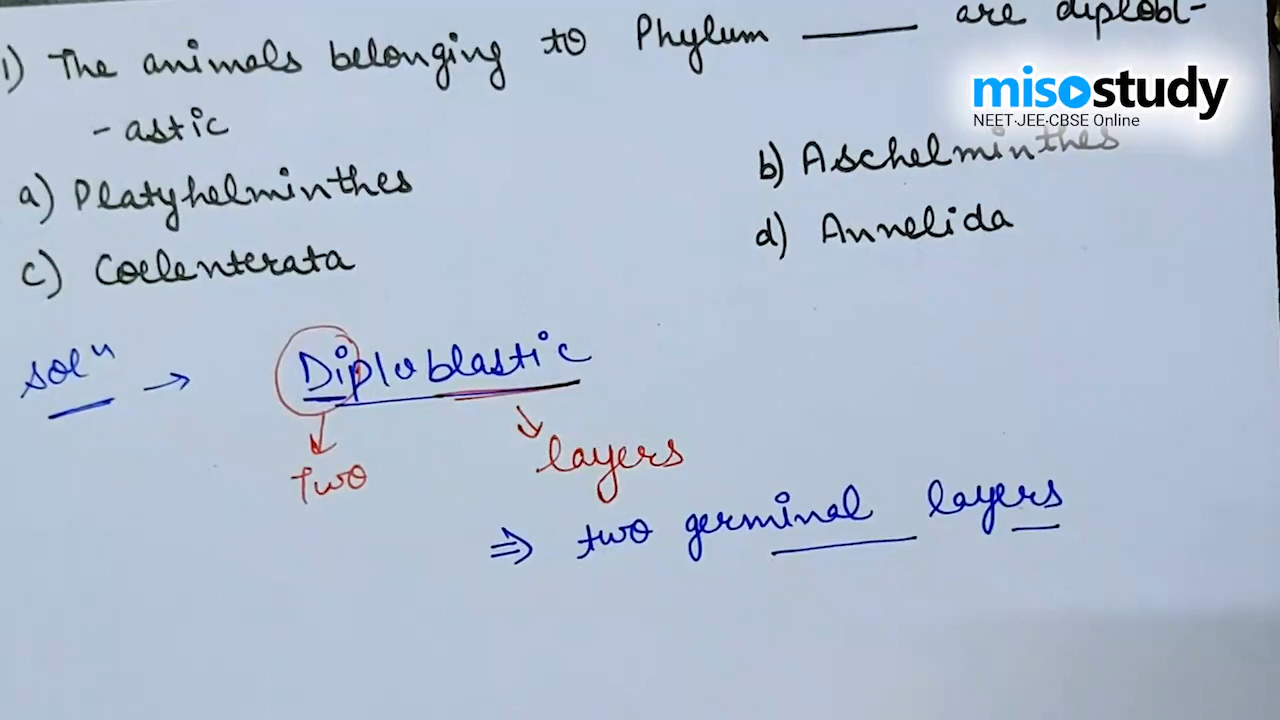 1) The animals belonging to Phylum ______ are diplobl-
-astic
a) Platyhelminthes
b) Aschelminthes
c) Coelenterata
d) Annelida
Solⁿ → Diploblastic
two
layers
⇒ two germinal layers
misostudy
NEET·JEE·CBSE Online